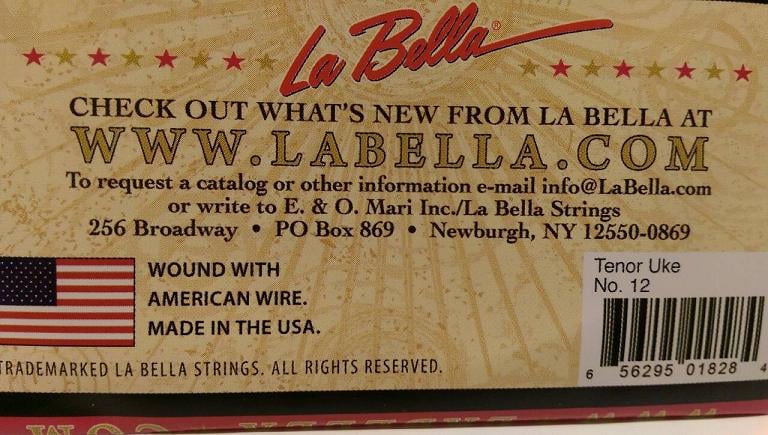 La Bella®
CHECK OUT WHAT'S NEW FROM LA BELLA AT
WWW.LABELLA.COM
To request a catalog or other information e-mail info@LaBella.com
or write to E. & O. Mari Inc./La Bella Strings
256 Broadway • PO Box 869 • Newburgh, NY 12550-0869
WOUND WITH
AMERICAN WIRE.
MADE IN THE USA.
TRADEMARKED LA BELLA STRINGS. ALL RIGHTS RESERVED.
Tenor Uke
No. 12
6 56295 01828 4